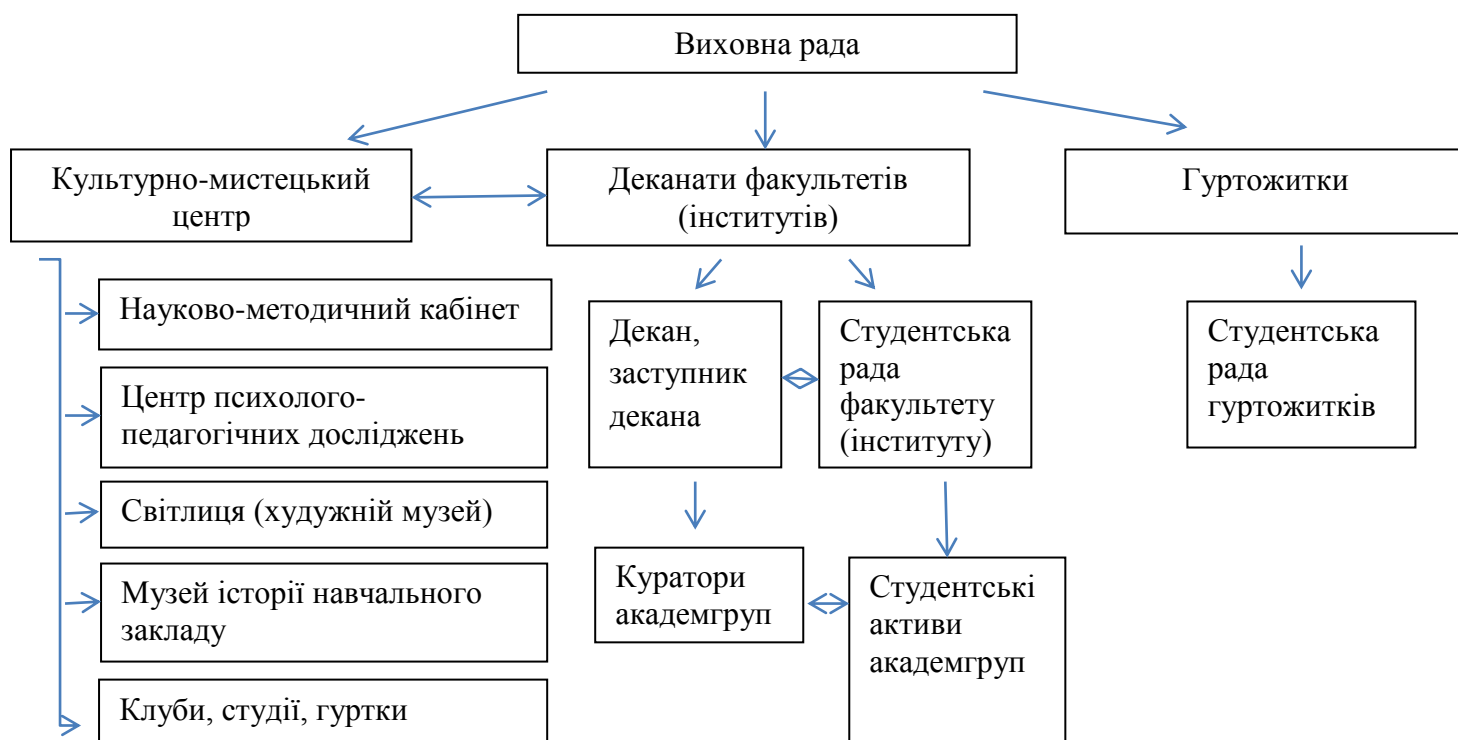 Виховна рада
Культурно-мистецький
центр
Деканати факультетів
(інститутів)
Гуртожитки
Науково-методичний кабінет
Центр психолого-
педагогічних досліджень
Світлиця (худужній музей)
Музей історії навчального
закладу
Клуби, студії, гуртки
Декан,
заступник
декана
Студентська
рада
факультету
(інституту)
Студентська
рада
гуртожитків
Куратори
академгруп
Студентські
активи
академгруп